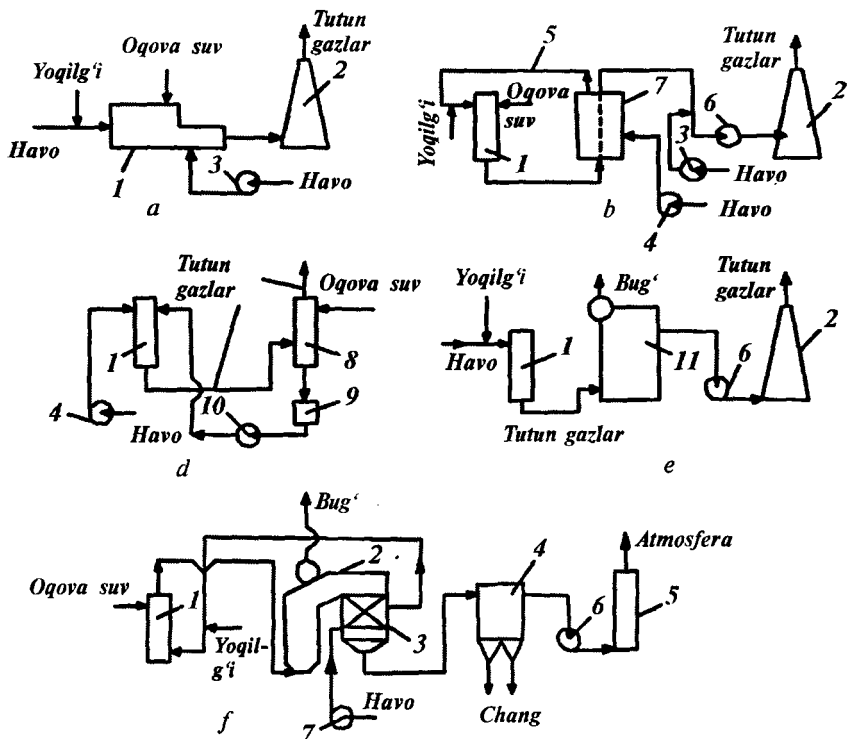 Tutun
gazlar
Oqova suv
Yoqilg‘i
2
Havo
1
3
Havo
a
Tutun
gazlar
5
Oqova
suv
7
6
2
Yoqilg‘i
1
3
Havo
b
Havo
4
Tutun
gazlar
Oqova suv
1
8
9
4
Havo
10
d
Yoqilg‘i
Bug‘
Tutun
gazlar
2
Havo
1
11
6
Tutun gazlar
e
Bug‘
2
4
Atmosfera
Oqova suv
1
6
5
Yoqil-
g‘i
3
Havo
7
Chang
f